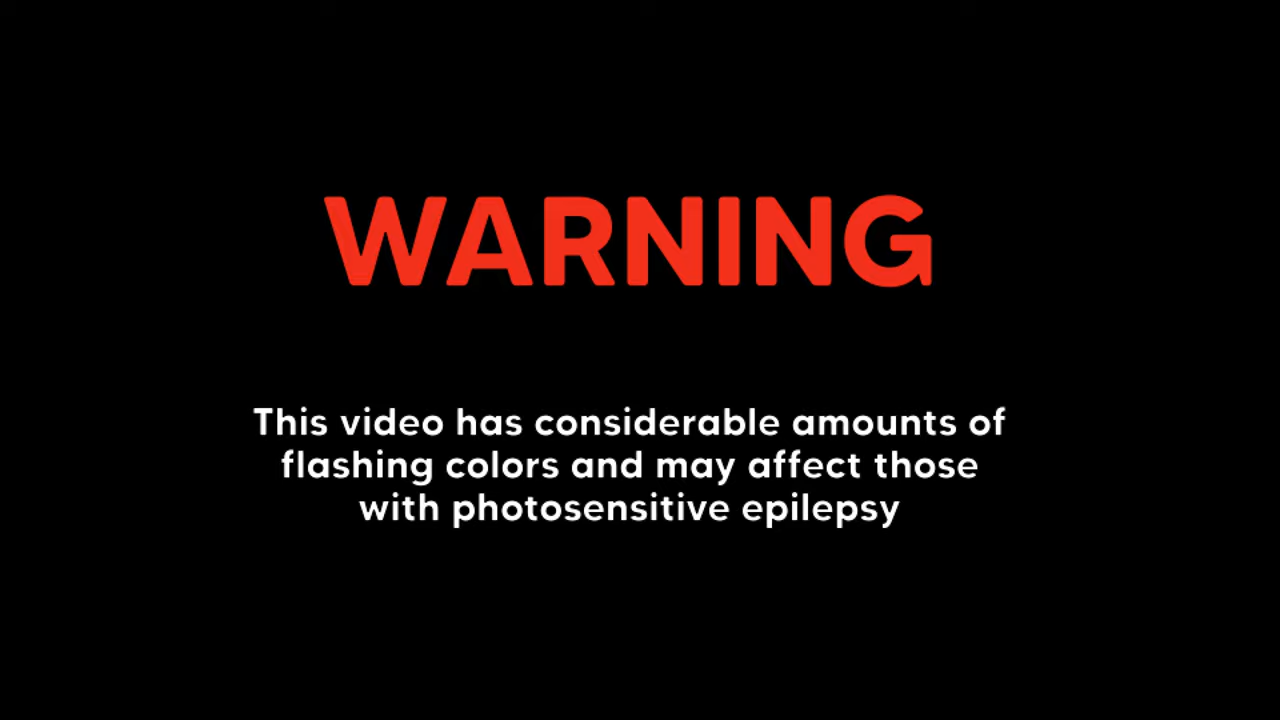 WARNING
This video has considerable amounts of
flashing colors and may affect those
with photosensitive epilepsy